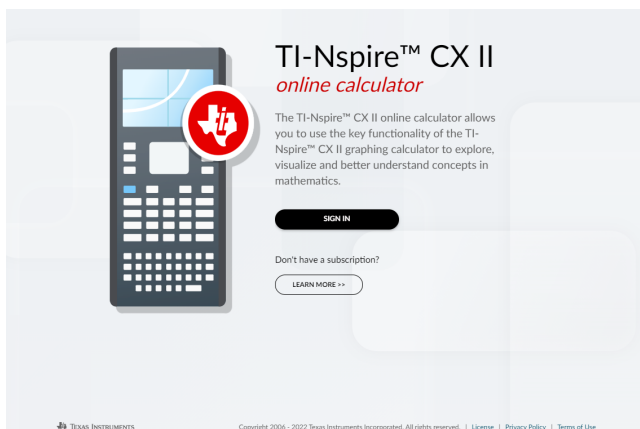 TI-Nspire™ CX II
online calculator
The TI-Nspire™ CX II online calculator allows
you to use the key functionality of the TI-
Nspire™ CX II graphing calculator to explore,
visualize and better understand concepts in
mathematics.
SIGN IN
Don't have a subscription?
LEARN MORE >>
TEXAS INSTRUMENTS
Copyright 2006 - 2022 Texas Instruments Incorporated. All rights reserved. | License | Privacy Policy | Terms of Use